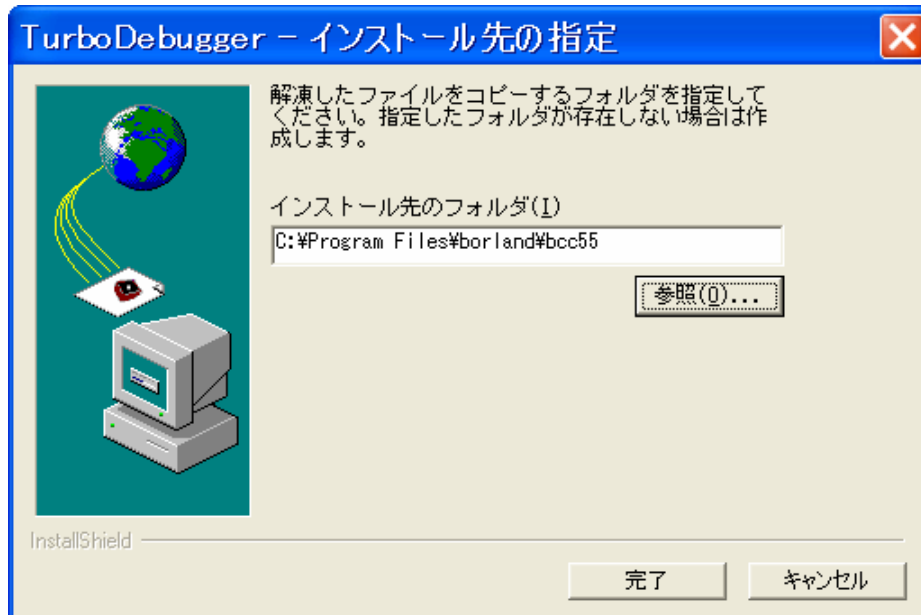 TurboDebugger - インストール先の指定
解凍したファイルをコピーするフォルダを指定して
ください。指定したフォルダが存在しない場合は作
成します。
インストール先のフォルダ(I)
C:¥Program Files¥borland¥bcc55
参照(O)...
InstallShield
完了
キャンセル